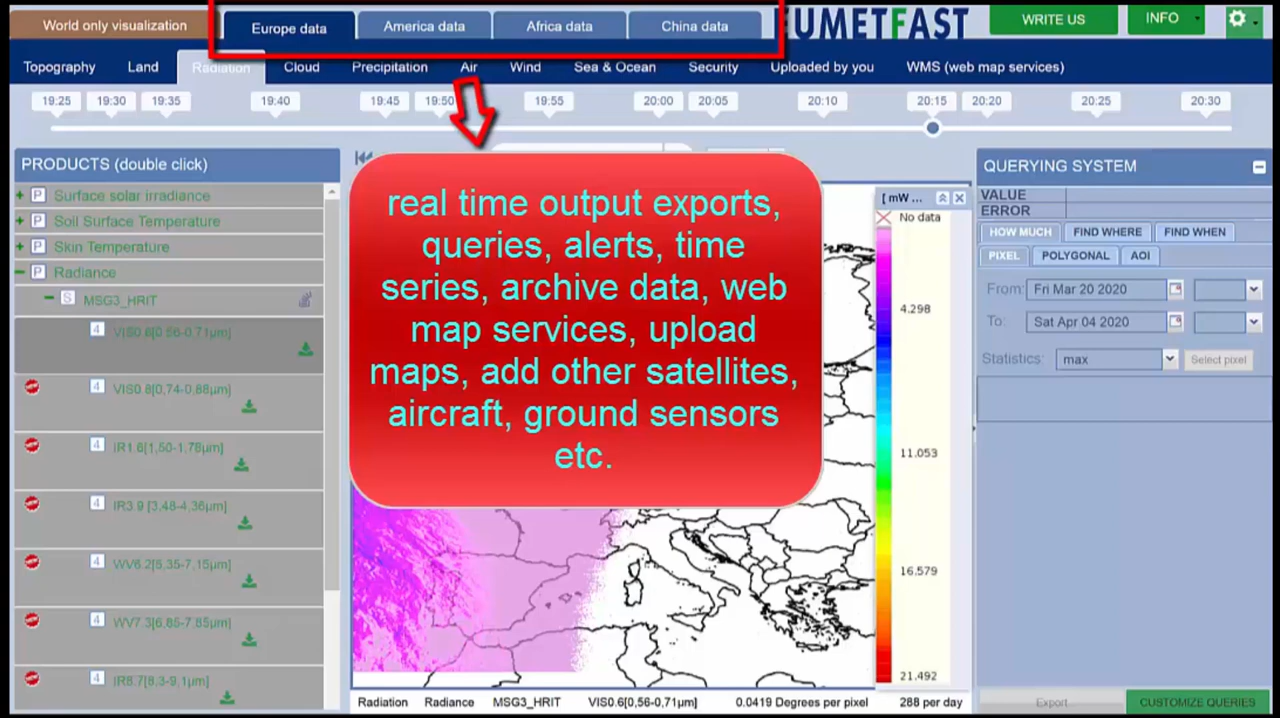 World only visualization
Europe data
America data
Africa data
China data
EUMETFAST
WRITE US
INFO
Topography
Land
Radiation
Cloud
Precipitation
Air
Wind
Sea & Ocean
Security
Uploaded by you
WMS (web map services)
19:25
19:30
19:35
19:40
19:45
19:50
19:55
20:00
20:05
20:10
20:15
20:20
20:25
20:30
PRODUCTS (double click)
+ P Surface solar irradiance
+ P Soil Surface Temperature
+ P Skin Temperature
− P Radiance
− S MSG3_HRIT
4 VIS0.6[0,56-0,71µm]
4 VIS0.8[0,74-0,88µm]
4 IR1.6[1,50-1,78µm]
4 IR3.9 [3,48-4,36µm]
4 WV6.2[5,35-7,15µm]
4 WV7.3[6,85-7.85µm]
4 IR8.7[8,3-9,1µm]
real time output exports,
queries, alerts, time
series, archive data, web
map services, upload
maps, add other satellites,
aircraft, ground sensors
etc.
[ mW ...
No data
4.298
11.053
16.579
21.492
Radiation
Radiance
MSG3_HRIT
VIS0.6[0,56-0,71µm]
0.0419 Degrees per pixel
288 per day
QUERYING SYSTEM
VALUE
ERROR
HOW MUCH
FIND WHERE
FIND WHEN
PIXEL
POLYGONAL
AOI
From: Fri Mar 20 2020
To: Sat Apr 04 2020
Statistics: max
Select pixel
Export
CUSTOMIZE QUERIES